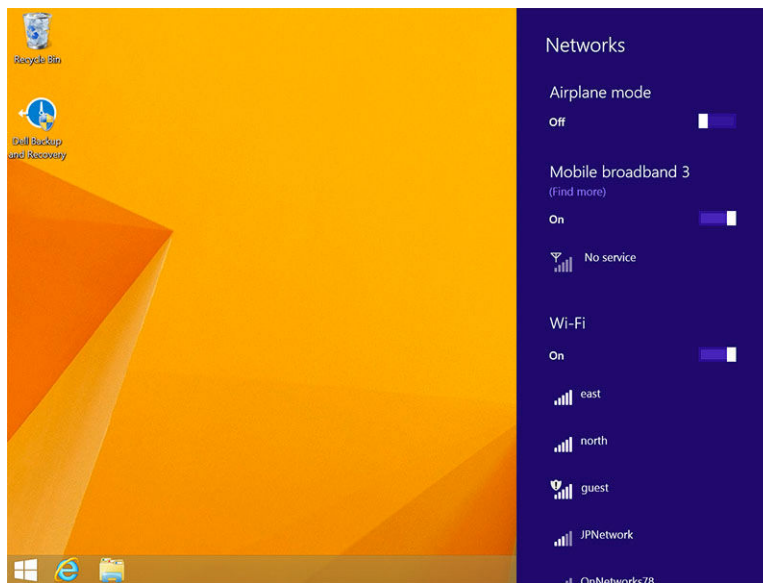 Recycle Bin
Dell Backup
and Recovery
Networks
Airplane mode
Off
Mobile broadband 3
(Find more)
On
No service
Wi-Fi
On
east
north
guest
JPNetwork
OnNetworks78